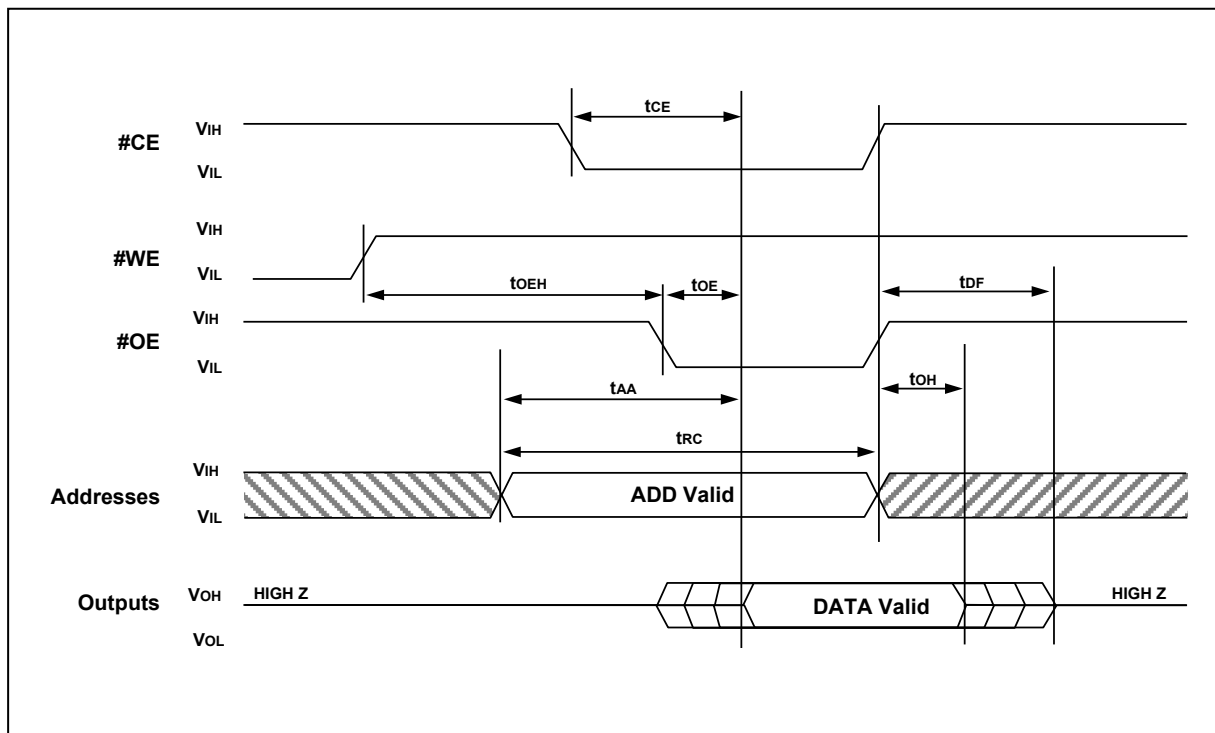 tCE
VIH
#CE
VIL
VIH
#WE
VIL
tOEH
tOE
tDF
VIH
#OE
VIL
tOH
tAA
tRC
VIH
Addresses
ADD Valid
VIL
Outputs
VOH
HIGH Z
DATA Valid
HIGH Z
VOL